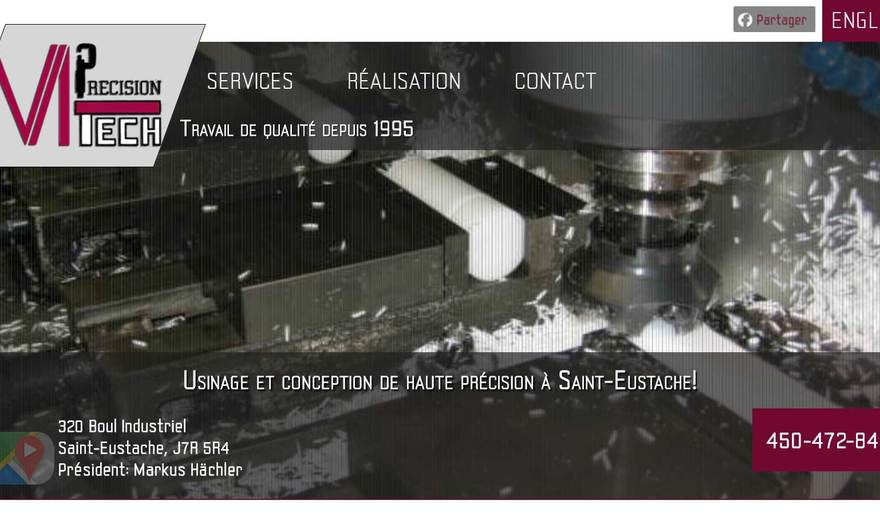 Partager
ENGL
VI PRECISION TECH
SERVICES RÉALISATION CONTACT
Travail de qualité depuis 1995
Usinage et conception de haute précision à Saint-Eustache!
320 Boul Industriel
Saint-Eustache, J7R 5R4
Président: Markus Hächler
450-472-84